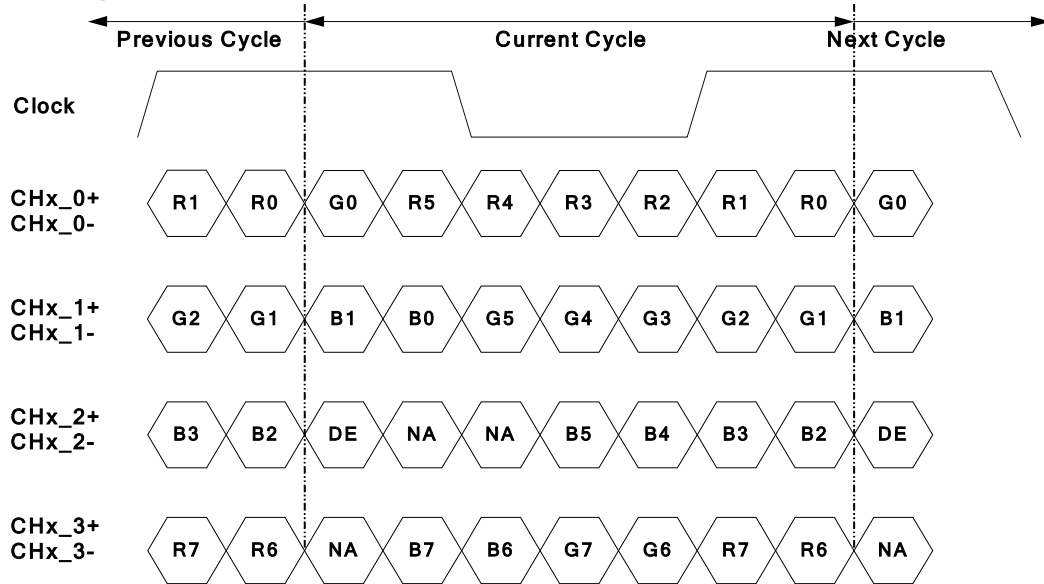 Previous Cycle Current Cycle Next Cycle
Clock
CHx_0+
CHx_0-
R1 R0 G0 R5 R4 R3 R2 R1 R0 G0
CHx_1+
CHx_1-
G2 G1 B1 B0 G5 G4 G3 G2 G1 B1
CHx_2+
CHx_2-
B3 B2 DE NA NA B5 B4 B3 B2 DE
CHx_3+
CHx_3-
R7 R6 NA B7 B6 G7 G6 R7 R6 NA